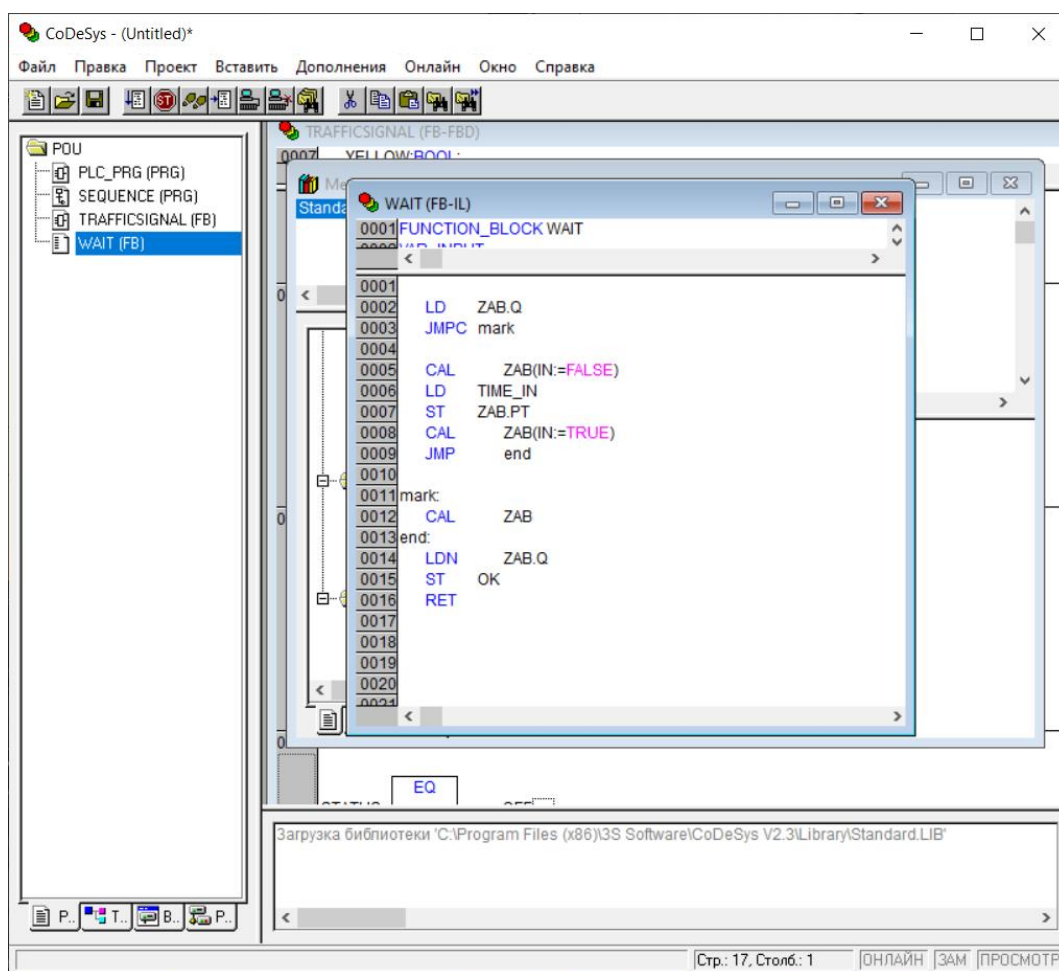 CoDeSys - (Untitled)*
Файл Правка Проект Вставить Дополнения Онлайн Окно Справка
POU
PLC_PRG (PRG)
SEQUENCE (PRG)
TRAFFICSIGNAL (FB)
WAIT (FB)
TRAFFICSIGNAL (FB-FBD)
0007 YELLOW:BOOL;
WAIT (FB-IL)
0001 FUNCTION_BLOCK WAIT
0002 VAR_INPUT
0001
0002 LD ZAB.Q
0003 JMPC mark
0004
0005 CAL ZAB(IN:=FALSE)
0006 LD TIME_IN
0007 ST ZAB.PT
0008 CAL ZAB(IN:=TRUE)
0009 JMP end
0010
0011 mark:
0012 CAL ZAB
0013 end:
0014 LDN ZAB.Q
0015 ST OK
0016 RET
0017
0018
0019
0020
0021
EQ
Загрузка библиотеки 'C:\Program Files (x86)\3S Software\CoDeSys V2.3\Library\Standard.LIB'
P.. T.. B.. P..
Стр.: 17, Столб.: 1 ОНЛАЙН ЗАМ ПРОСМОТР